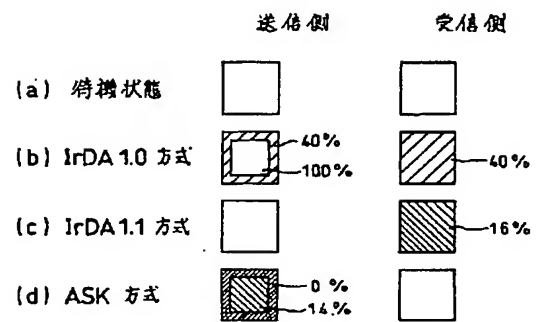 送信側 受信側
(a) 待機状態
(b) IrDA 1.0 方式 40% 100% 40%
(c) IrDA 1.1 方式 16%
(d) ASK 方式 0% 14%